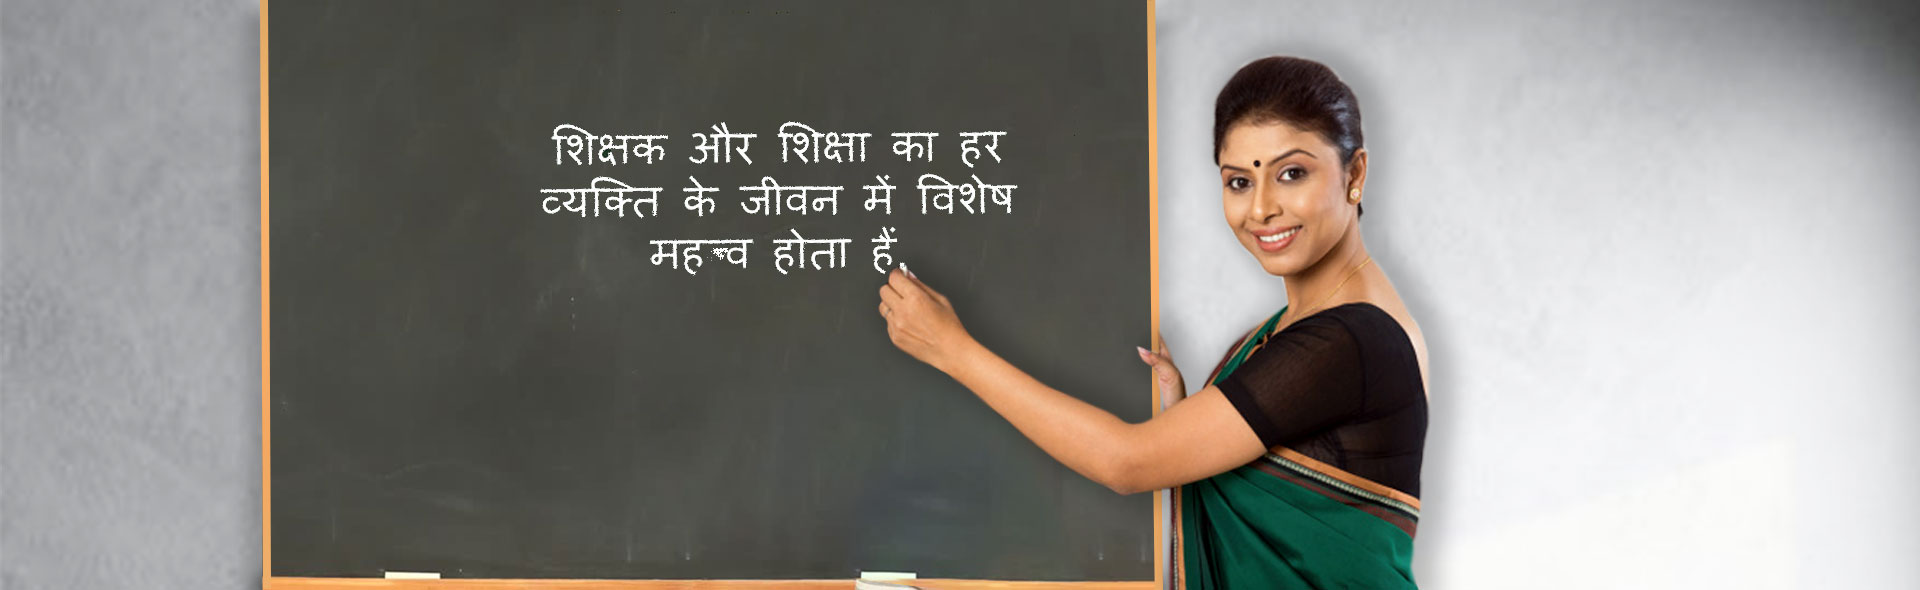 शिक्षक और शिक्षा का हर
व्यक्ति के जीवन में विशेष
महत्त्व होता हैं.